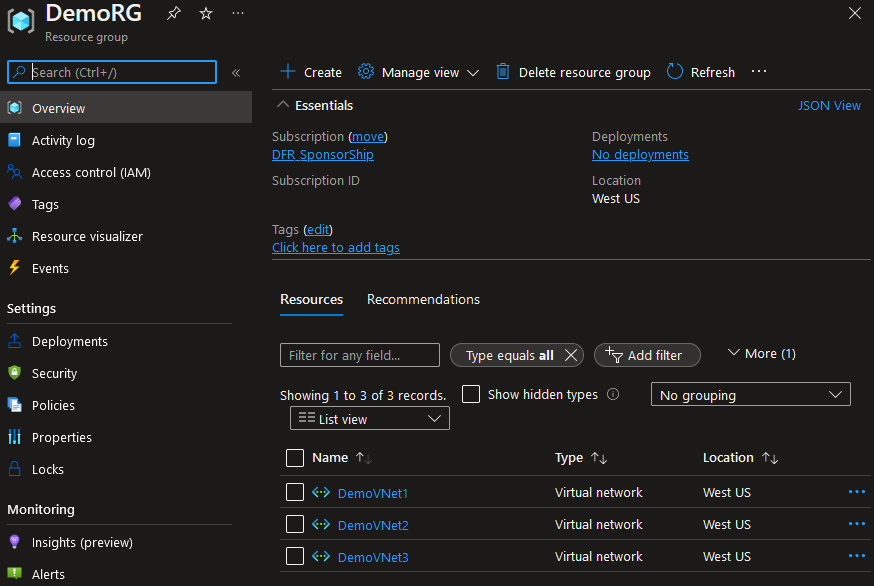 DemoRG
Resource group
Search (Ctrl+/)
«
Overview
Activity log
Access control (IAM)
Tags
Resource visualizer
Events
Settings
Deployments
Security
Policies
Properties
Locks
Monitoring
Insights (preview)
Alerts
Create Manage view Delete resource group Refresh ...
Essentials JSON View
Subscription (move) Deployments
DFR_SponsorShip No deployments
Subscription ID Location
West US
Tags (edit)
Click here to add tags
Resources Recommendations
Filter for any field... Type equals all Add filter More (1)
Showing 1 to 3 of 3 records. Show hidden types No grouping
List view
Name Type Location
DemoVNet1 Virtual network West US ...
DemoVNet2 Virtual network West US ...
DemoVNet3 Virtual network West US ...